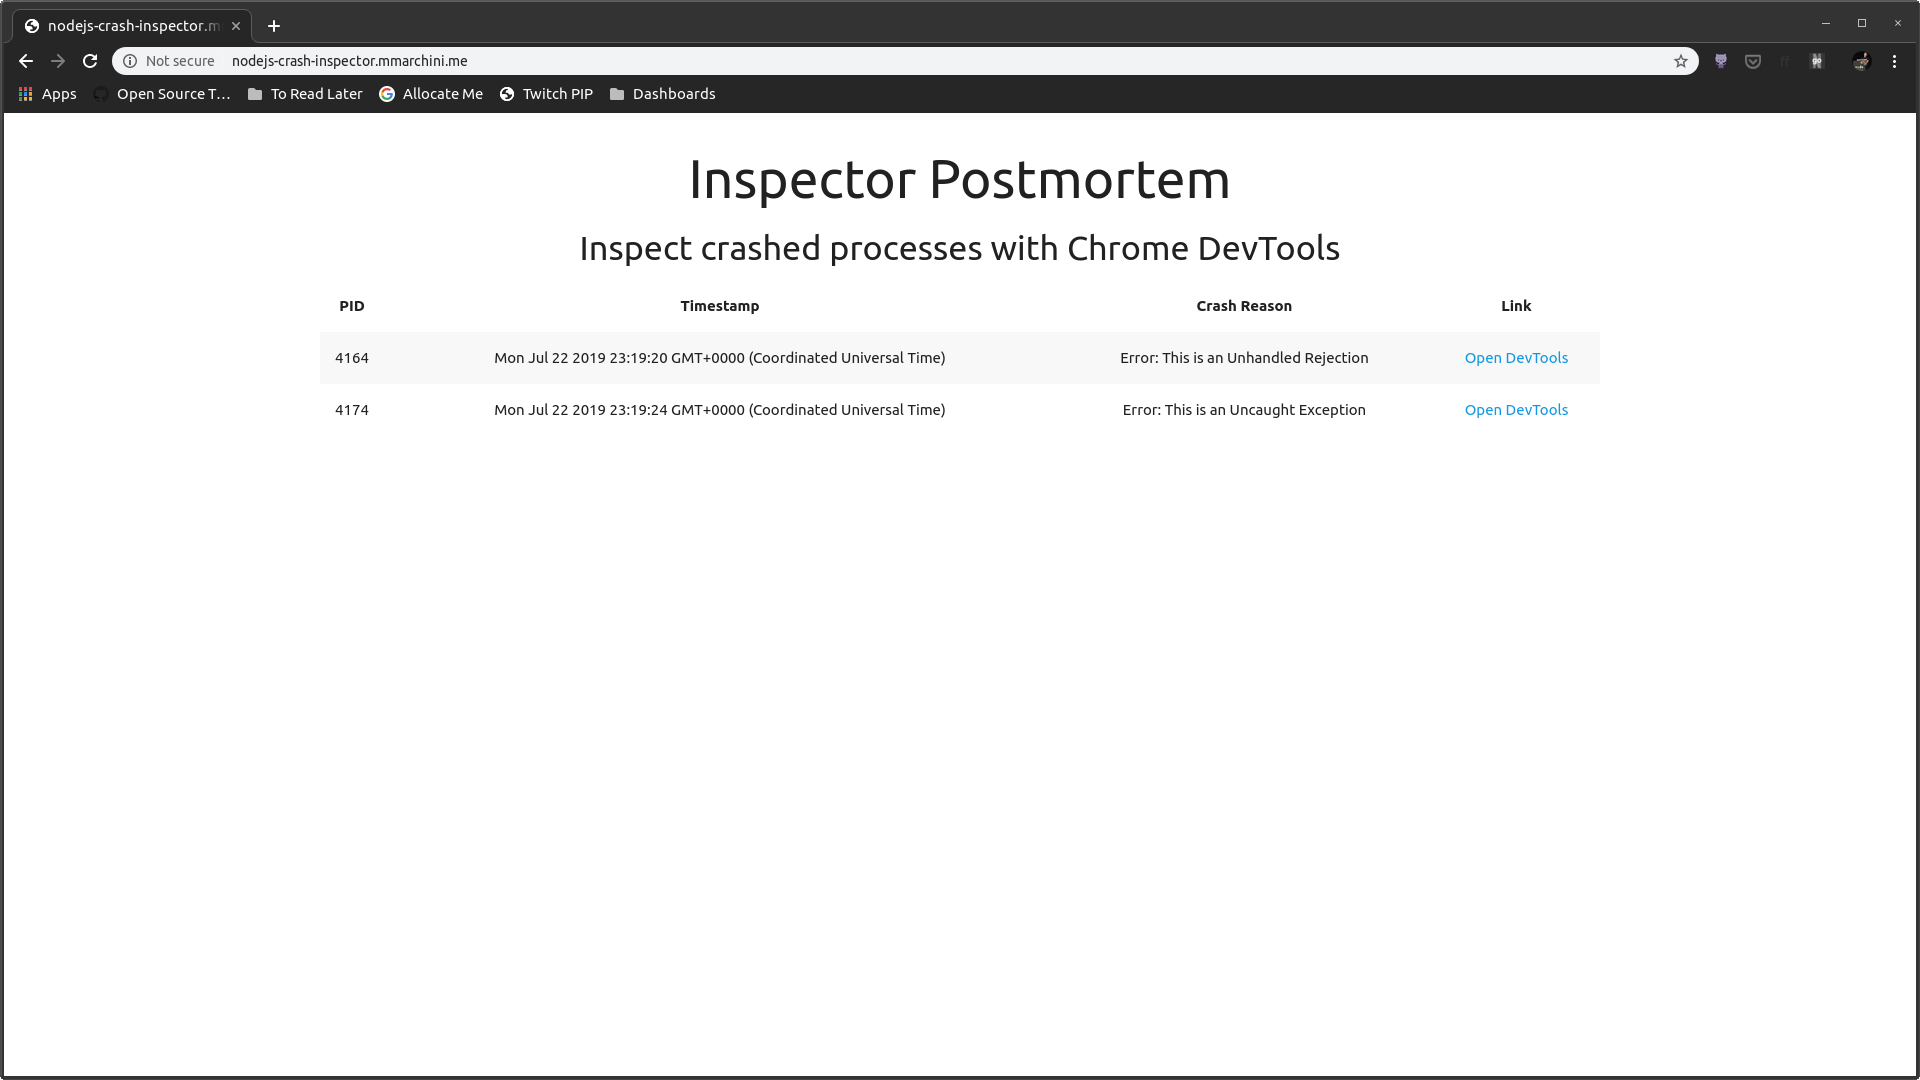 nodejs-crash-inspector.m
Not secure nodejs-crash-inspector.mmarchini.me
Apps Open Source T… To Read Later Allocate Me Twitch PIP Dashboards
Inspector Postmortem
Inspect crashed processes with Chrome DevTools
PID Timestamp Crash Reason Link
4164 Mon Jul 22 2019 23:19:20 GMT+0000 (Coordinated Universal Time) Error: This is an Unhandled Rejection Open DevTools
4174 Mon Jul 22 2019 23:19:24 GMT+0000 (Coordinated Universal Time) Error: This is an Uncaught Exception Open DevTools